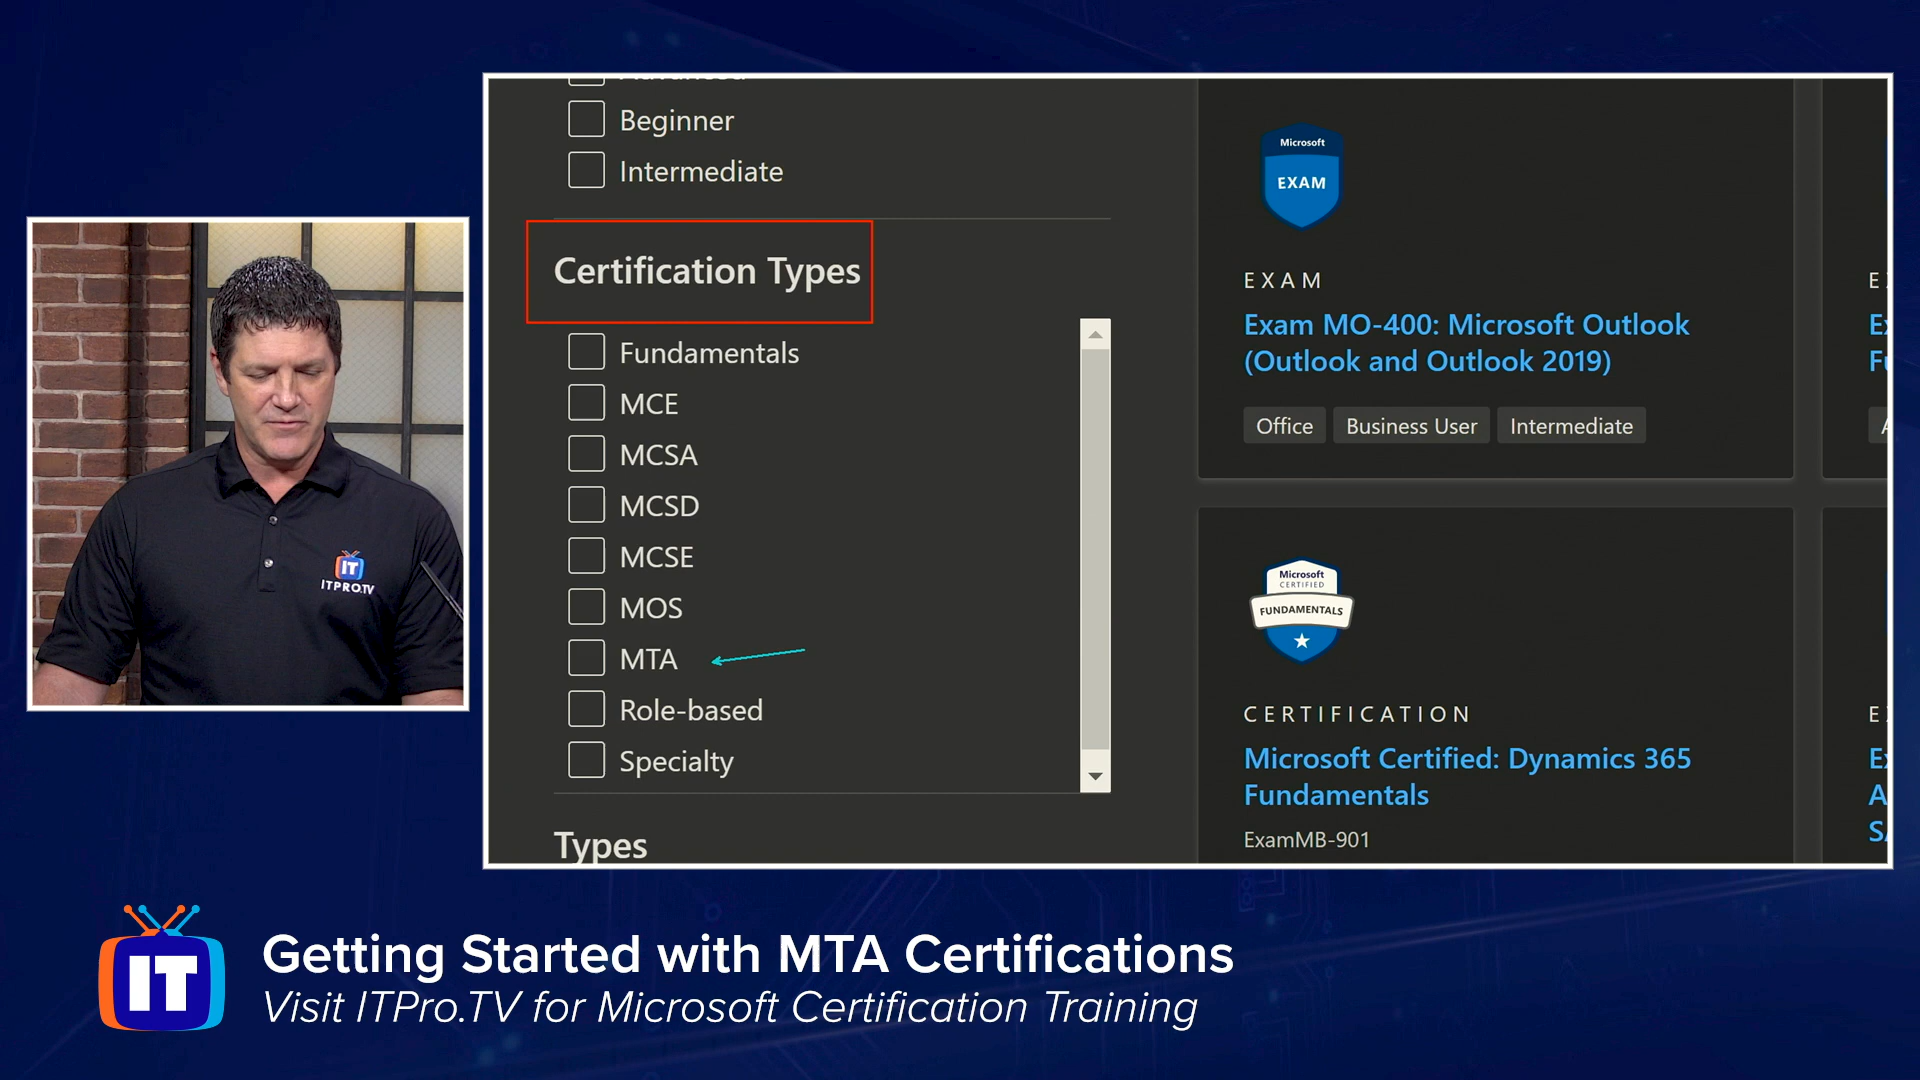 Beginner
Intermediate
Certification Types
Fundamentals
MCE
MCSA
MCSD
MCSE
MOS
MTA
Role-based
Specialty
Types
Microsoft
EXAM
EXAM
Exam MO-400: Microsoft Outlook
(Outlook and Outlook 2019)
Office Business User Intermediate
Microsoft
CERTIFIED
FUNDAMENTALS
CERTIFICATION
Microsoft Certified: Dynamics 365
Fundamentals
ExamMB-901
IT
ITPRO.TV
IT
Getting Started with MTA Certifications
Visit ITPro.TV for Microsoft Certification Training